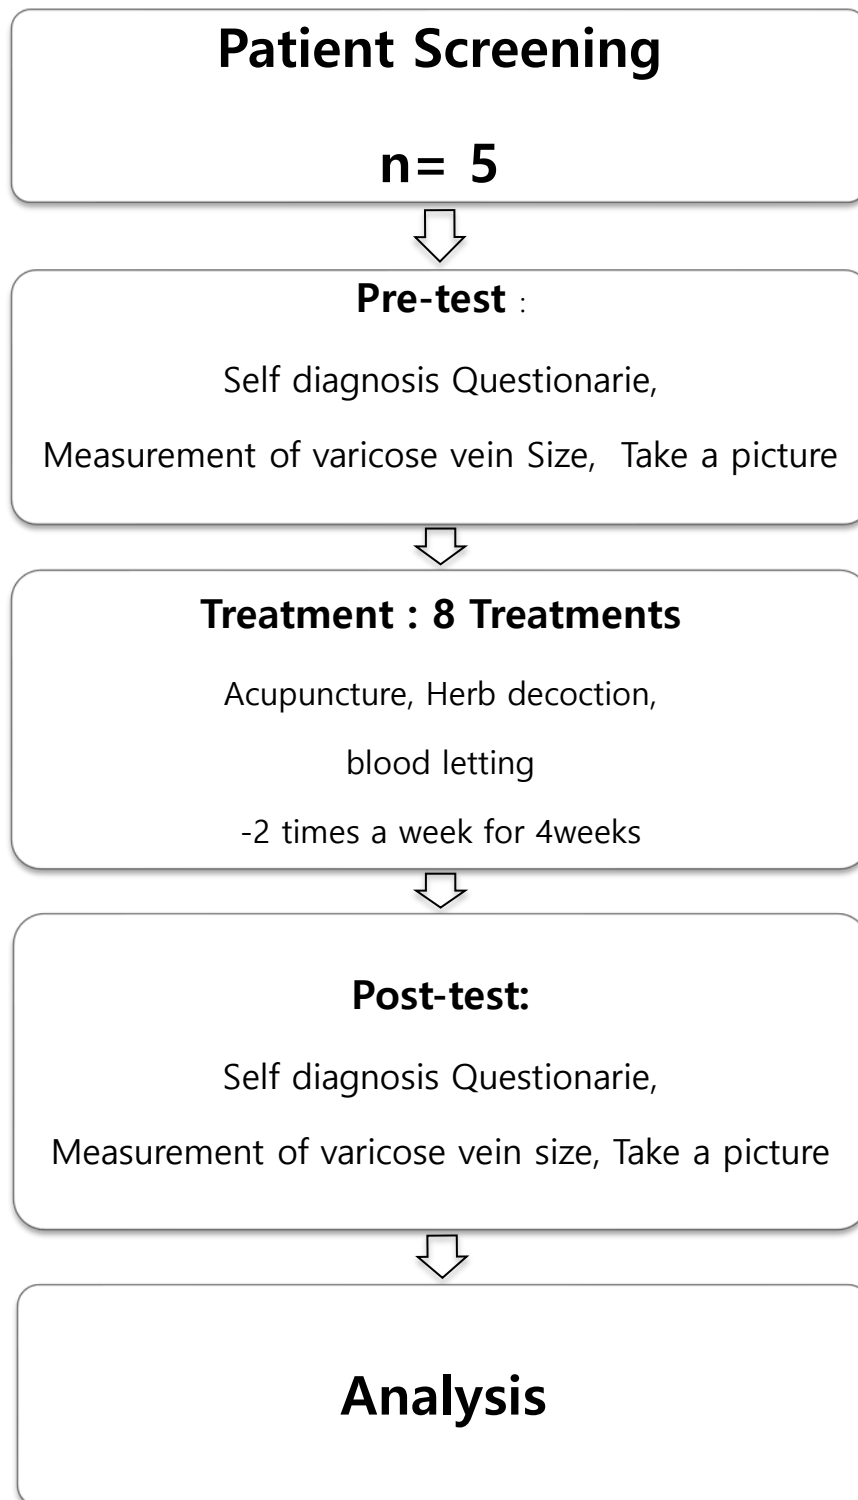 Patient Screening
n= 5
Pre-test :
Self diagnosis Questionarie,
Measurement of varicose vein Size, Take a picture
Treatment : 8 Treatments
Acupuncture, Herb decoction,
blood letting
-2 times a week for 4weeks
Post-test:
Self diagnosis Questionarie,
Measurement of varicose vein size, Take a picture
Analysis